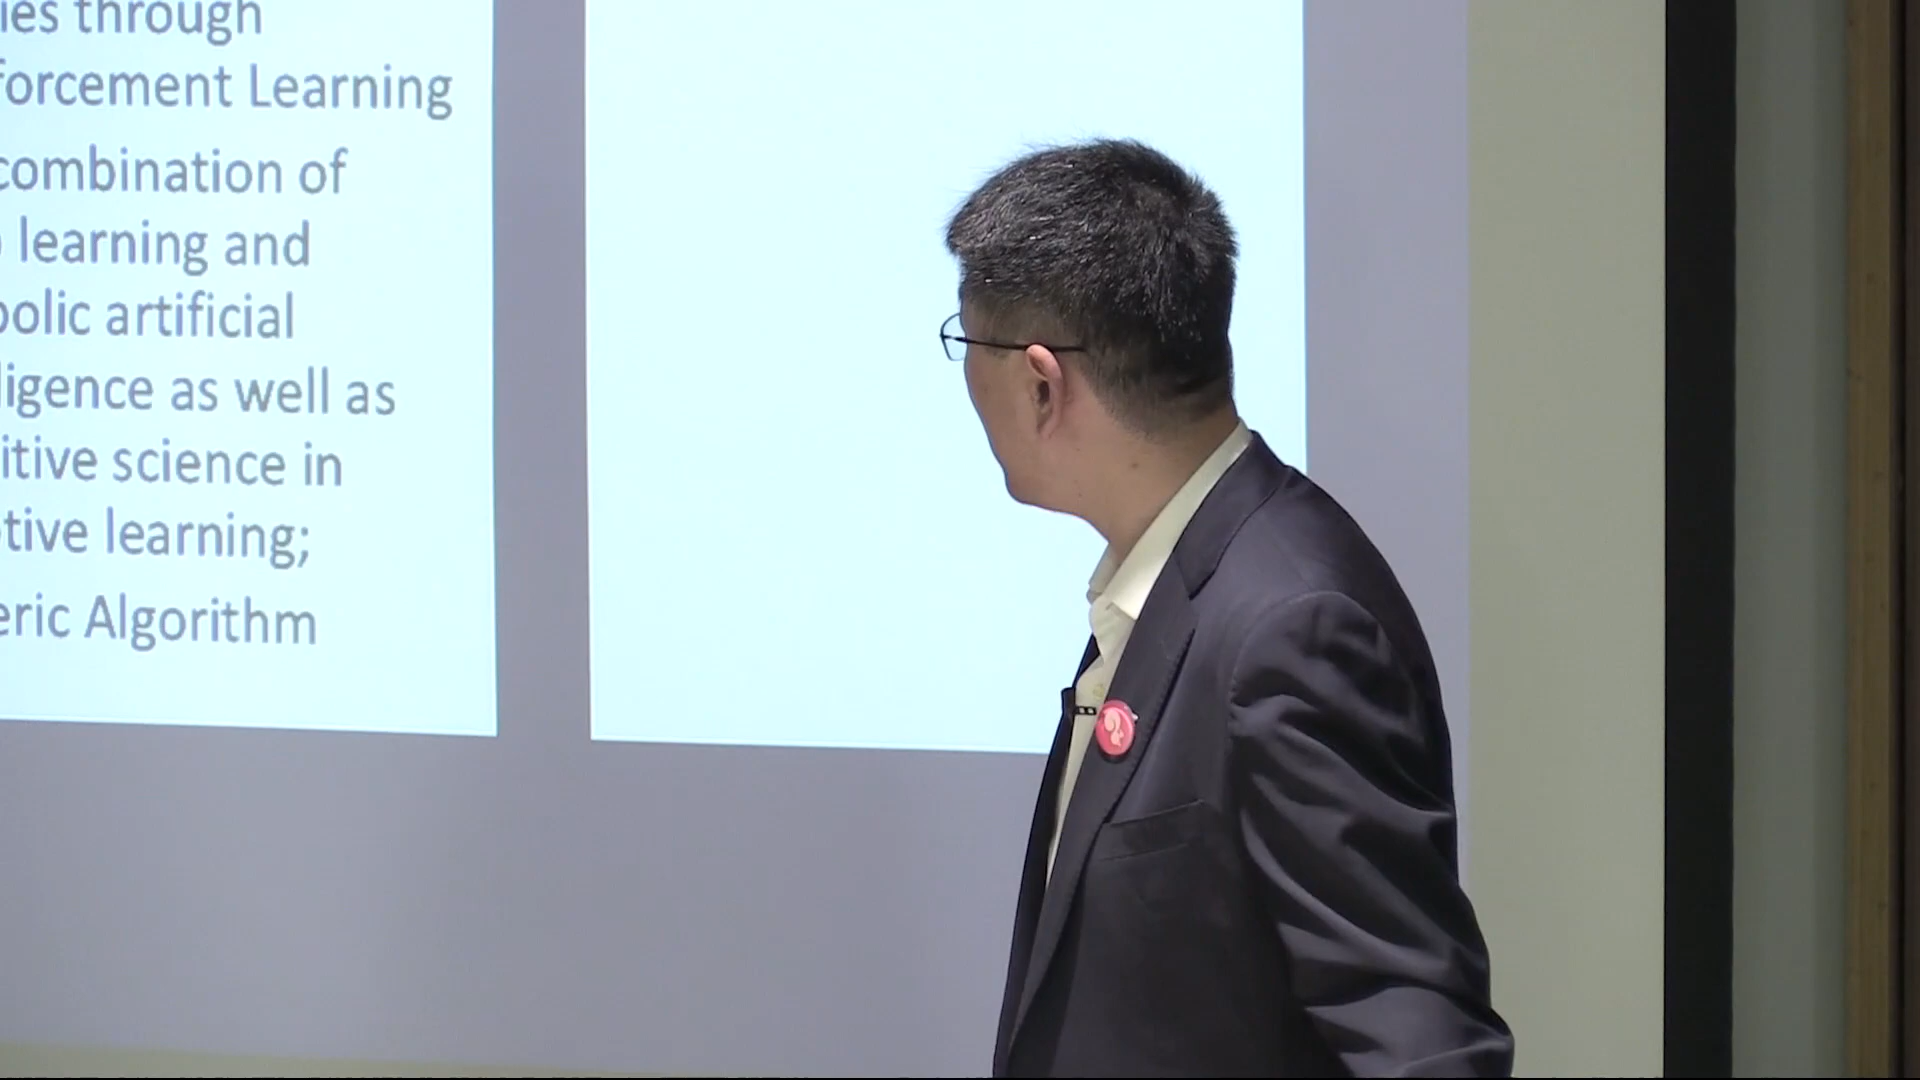 ies through
forcement Learning
combination of
learning and
bolic artificial
ligence as well as
itive science in
tive learning;
eric Algorithm